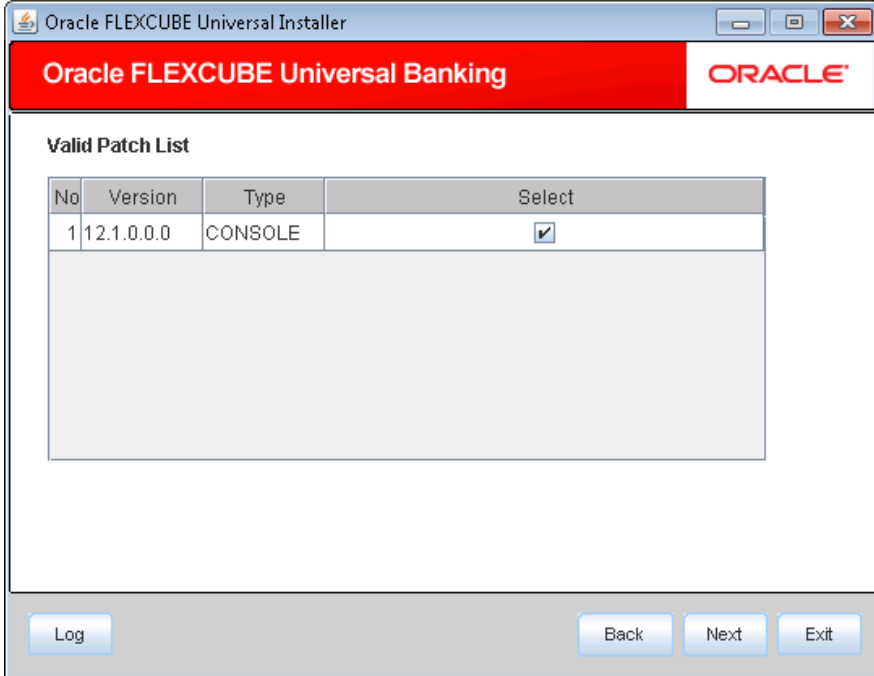 Oracle FLEXCUBE Universal Installer
Oracle FLEXCUBE Universal Banking ORACLE
Valid Patch List
No Version Type Select
1 12.1.0.0.0 CONSOLE
Log Back Next Exit